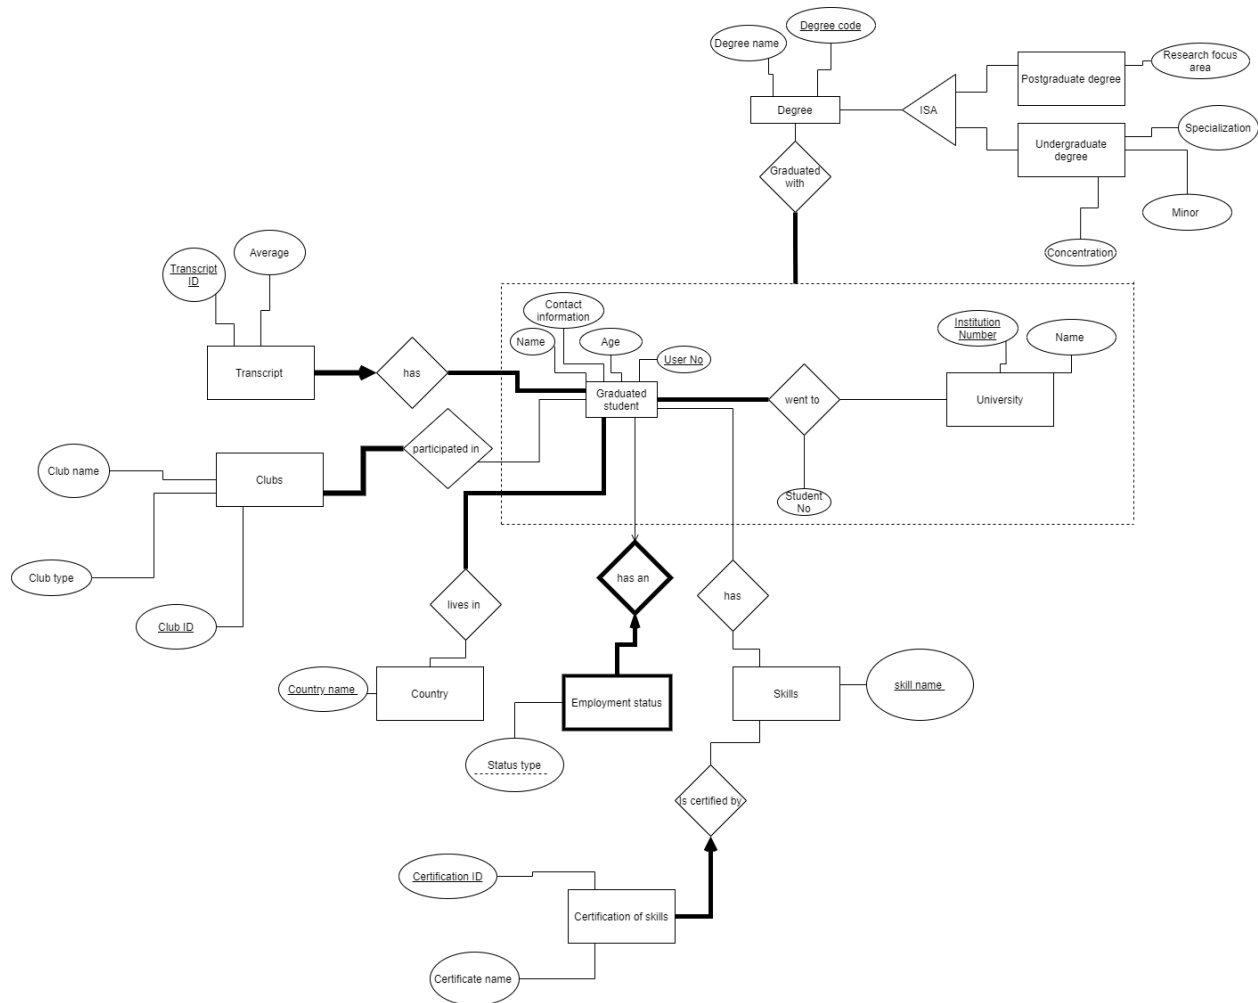 Degree code
Degree name
Research focus
area
Postgraduate degree
Degree
ISA
Specialization
Undergraduate
degree
Graduated
with
Minor
Concentration
Average
Transcript
ID
Contact
information
Name
Age
User No
Institution
Number
Name
Transcript
has
Graduated
student
went to
University
participated in
Club name
Clubs
Student
No
Club type
has an
has
lives in
Club ID
Country name
Country
Employment status
Skills
skill name
Status type
Is certified by
Certification ID
Certification of skills
Certificate name